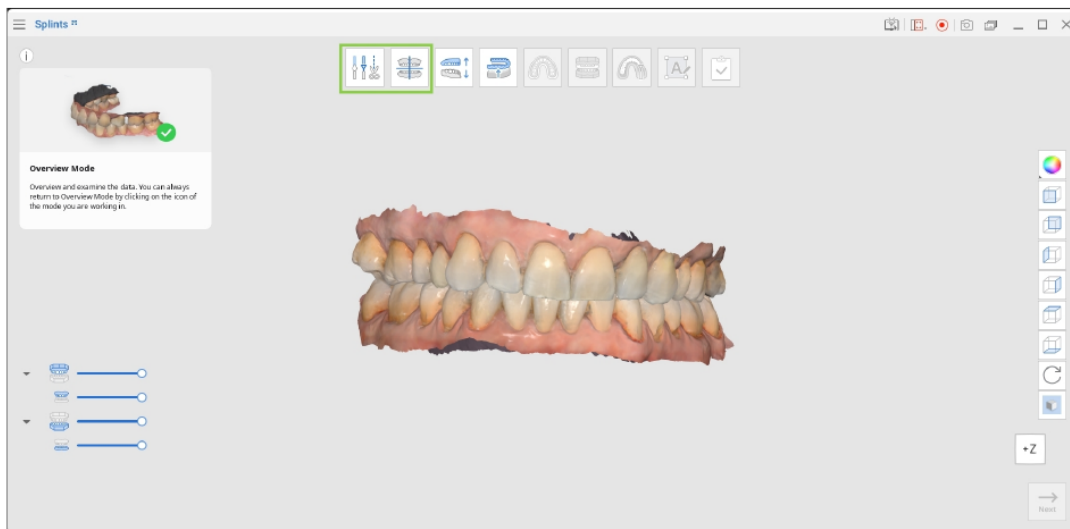 Splints
i
A
Overview Mode
Overview and examine the data. You can always
return to Overview Mode by clicking on the icon of
the mode you are working in.
+Z
Next